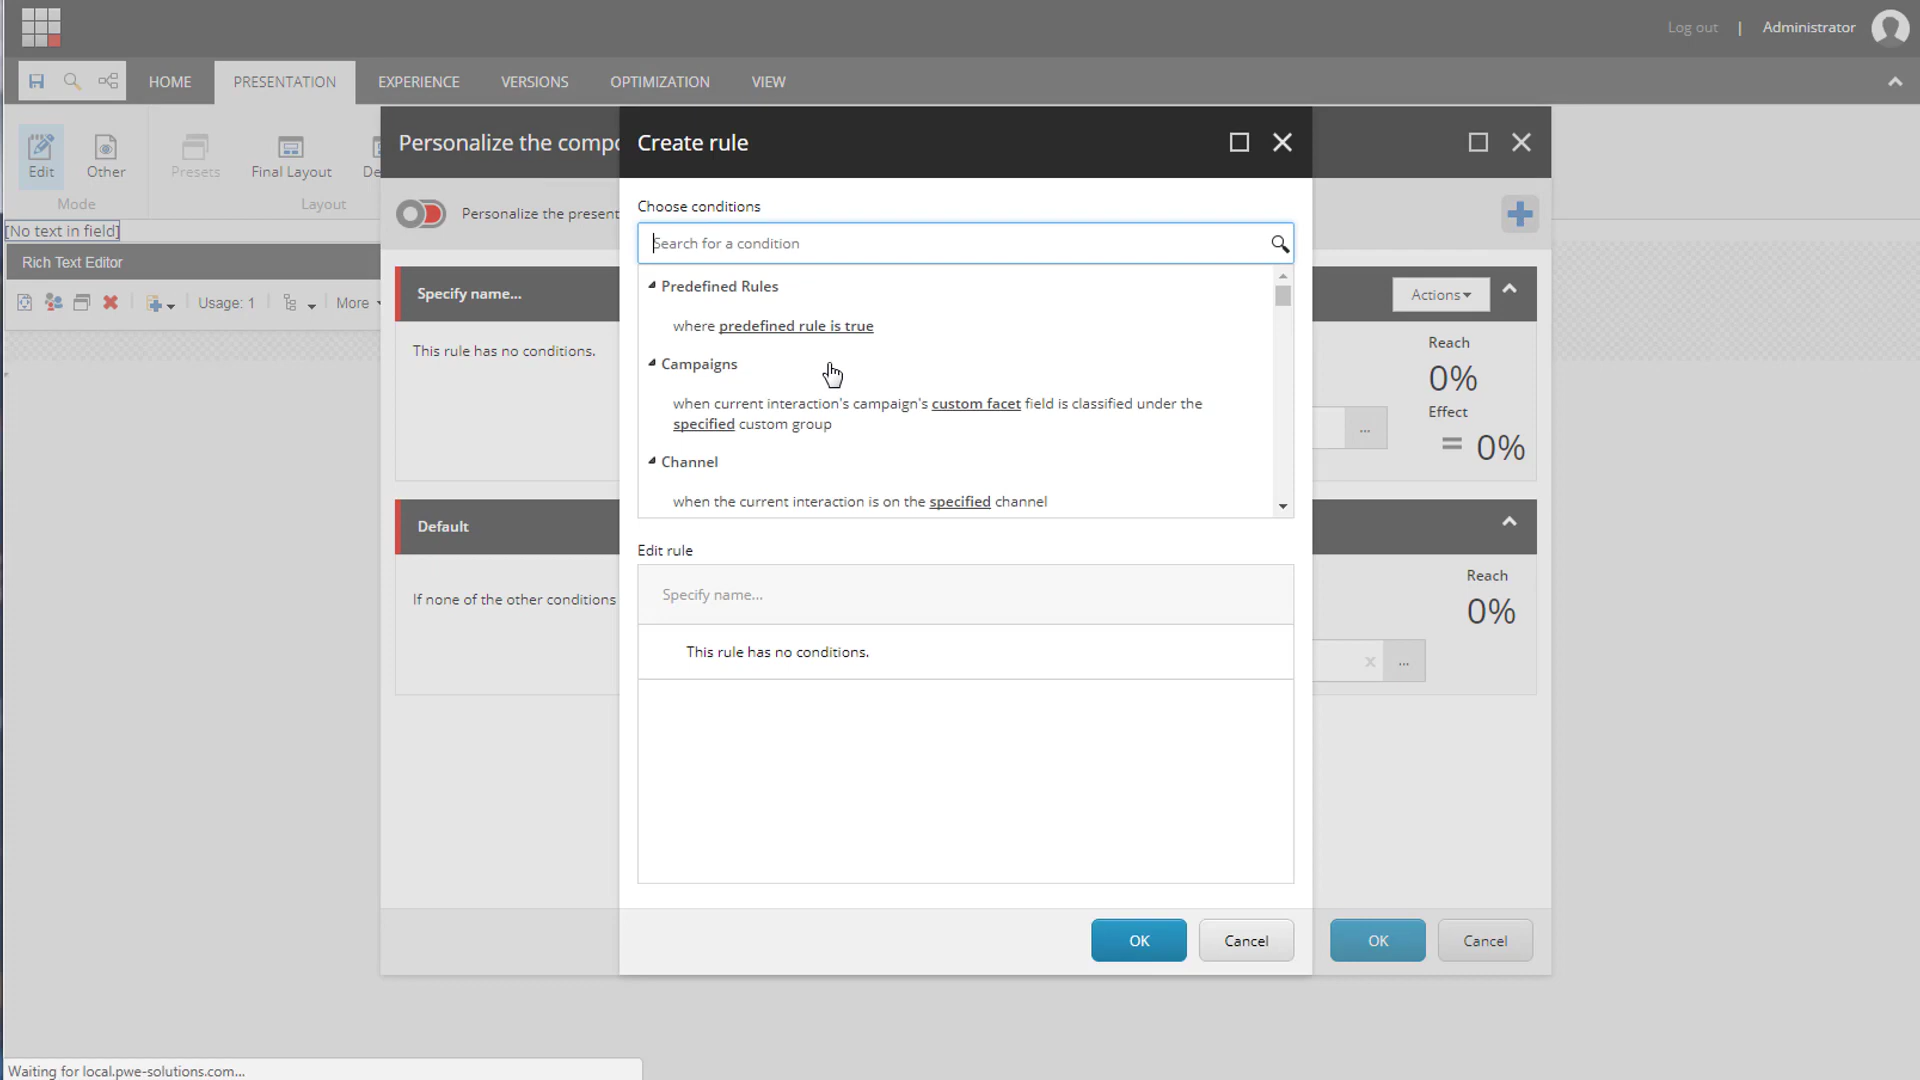 Log out | Administrator
HOME PRESENTATION EXPERIENCE VERSIONS OPTIMIZATION VIEW
Edit Other Presets Final Layout
Mode Layout
[No text in field]
Rich Text Editor
Usage: 1 More
Personalize the compo
Personalize the present
Specify name...
This rule has no conditions.
Default
If none of the other conditions
Create rule
Choose conditions
Search for a condition
Predefined Rules
where predefined rule is true
Campaigns
when current interaction's campaign's custom facet field is classified under the
specified custom group
Channel
when the current interaction is on the specified channel
Edit rule
Specify name...
This rule has no conditions.
OK Cancel
Actions
Reach
0%
Effect
= 0%
...
Reach
0%
...
OK Cancel
Waiting for local.pwe-solutions.com...